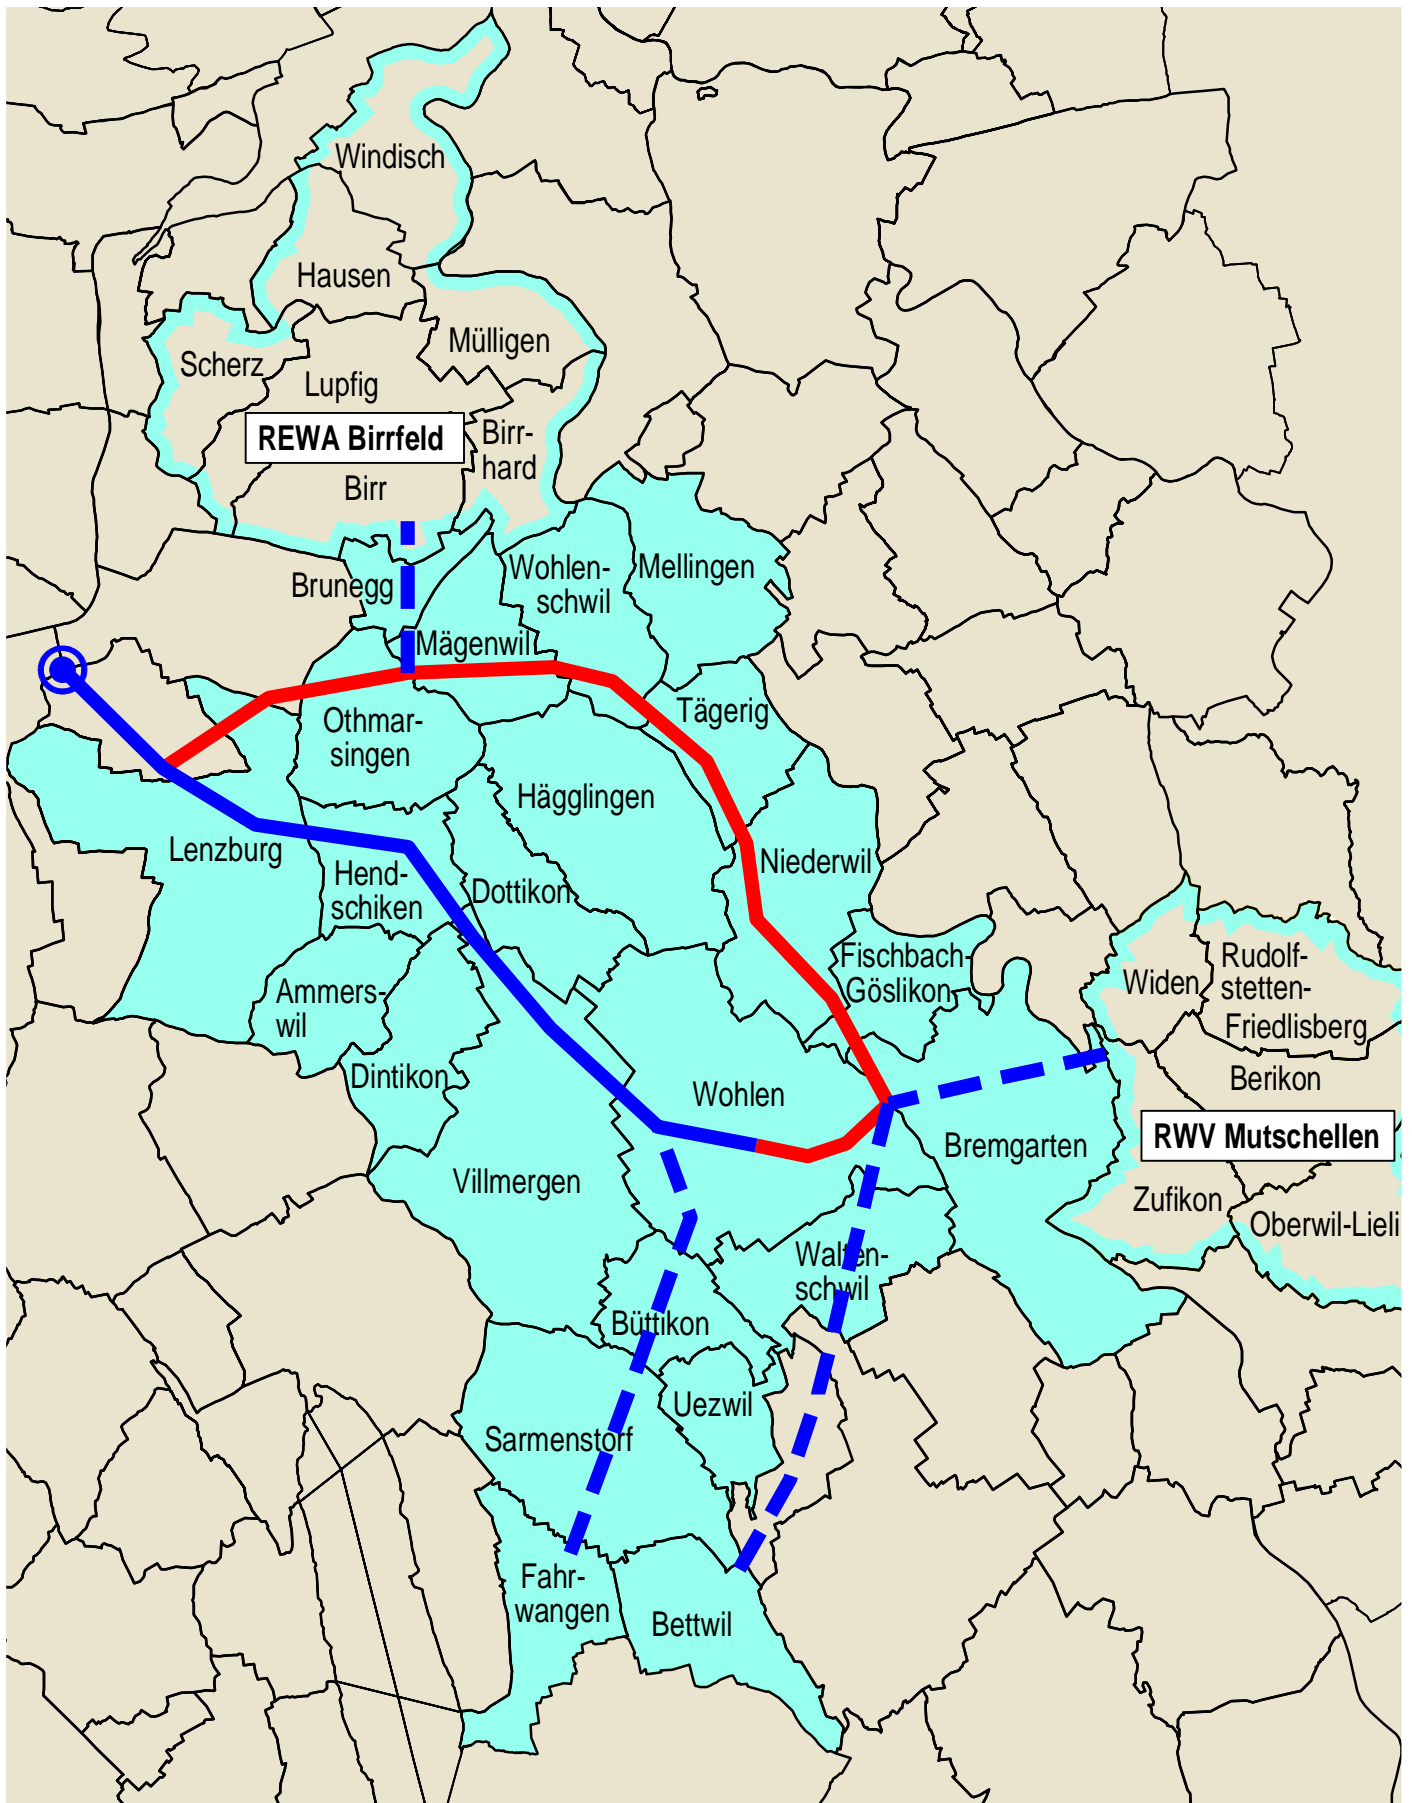 Windisch
Hausen
Mülligen
Scherz
Lupfig
REWA Birrfeld
Birr-
hard
Birr
Brunegg
Wohlen-
schwil
Mellingen
Mägenwil
Othmar-
singen
Tägerig
Hägglingen
Lenzburg
Hend-
schiken
Dottikon
Niederwil
Fischbach-
Göslikon
Widen
Rudolf-
stetten-
Friedlisberg
Ammers-
wil
Dintikon
Wohlen
Berikon
Bremgarten
RWV Mutschellen
Villmergen
Zufikon
Oberwil-Lieli
Walten-
schwil
Büttikon
Uezwil
Sarmenstorf
Fahr-
wangen
Bettwil